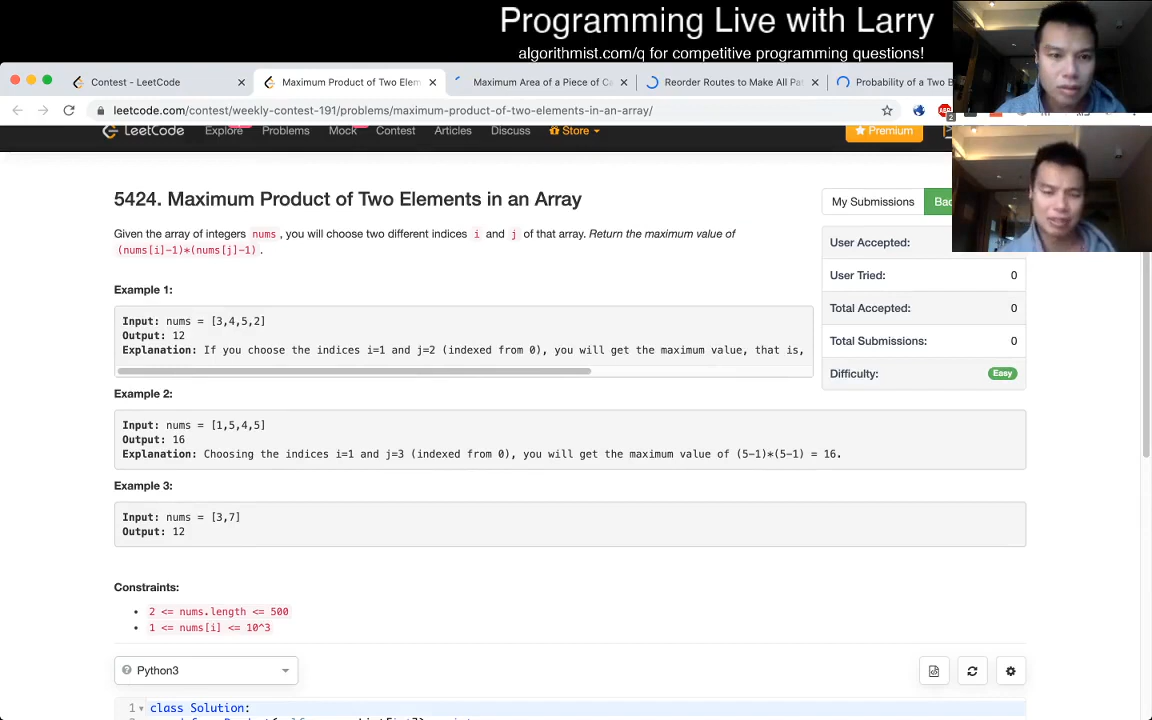 Programming Live with Larry
algorithmist.com/q for competitive programming questions!
Contest - LeetCode
Maximum Product of Two Elem
Maximum Area of a Piece of C
Reorder Routes to Make All Pa
Probability of a Two B
leetcode.com/contest/weekly-contest-191/problems/maximum-product-of-two-elements-in-an-array/
LeetCode
Explore
Problems
Mock
Contest
Articles
Discuss
Store
Premium
5424. Maximum Product of Two Elements in an Array
My Submissions
Bac
Given the array of integers nums , you will choose two different indices i and j of that array. Return the maximum value of
(nums[i]-1)*(nums[j]-1) .
User Accepted:
User Tried: 0
Total Accepted: 0
Total Submissions: 0
Difficulty: Easy
Example 1:
Input: nums = [3,4,5,2]
Output: 12
Explanation: If you choose the indices i=1 and j=2 (indexed from 0), you will get the maximum value, that is,
Example 2:
Input: nums = [1,5,4,5]
Output: 16
Explanation: Choosing the indices i=1 and j=3 (indexed from 0), you will get the maximum value of (5-1)*(5-1) = 16.
Example 3:
Input: nums = [3,7]
Output: 12
Constraints:
2 <= nums.length <= 500
1 <= nums[i] <= 10^3
Python3
1 class Solution: